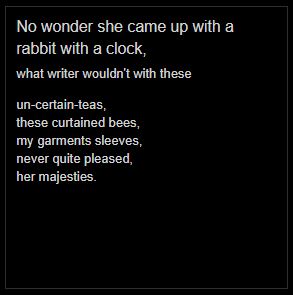 No wonder she came up with a
rabbit with a clock,
what writer wouldn't with these
un-certain-teas,
these curtained bees,
my garments sleeves,
never quite pleased,
her majesties.